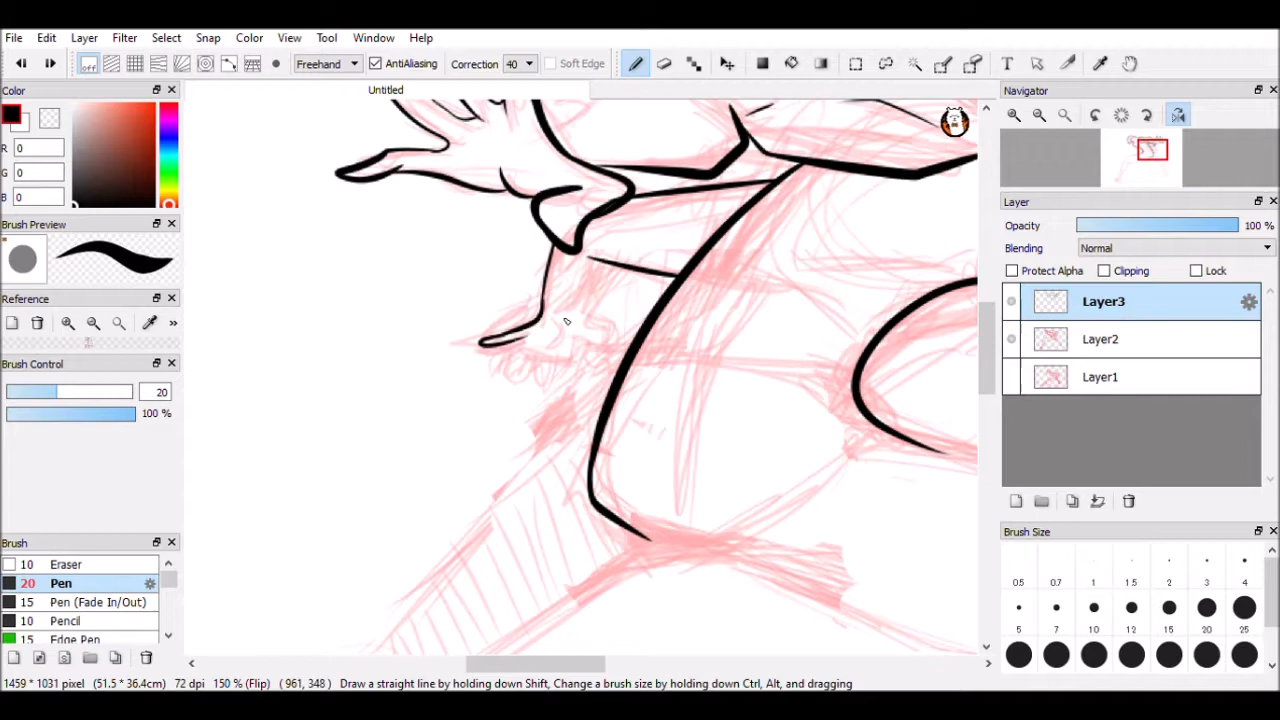 File Edit Layer Filter Select Snap Color View Tool Window Help
off Freehand AntiAliasing Correction 40 Soft Edge
Color
Untitled
Navigator
R 0
G 0
B 0
Layer
Opacity 100 %
Brush Preview
Blending Normal
Protect Alpha Clipping Lock
Reference
Layer3
Layer2
Brush Control
Layer1
20
100 %
Brush
10 Eraser
20 Pen
15 Pen (Fade In/Out)
10 Pencil
15 Edge Pen
Brush Size
0.5 0.7 1 1.5 2 3 4
5 7 10 12 15 20 25
1459 * 1031 pixel (51.5 * 36.4cm) 72 dpi 150 % (Flip) ( 961, 348 ) Draw a straight line by holding down Shift, Change a brush size by holding down Ctrl, Alt, and dragging